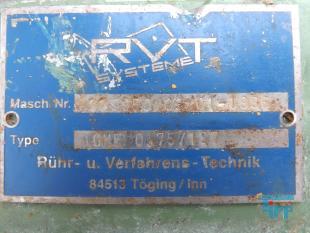 RVT
SYSTEME
Masch Nr.
Type
Rühr- u. Verfahrens-Technik
84513 Töging / Inn